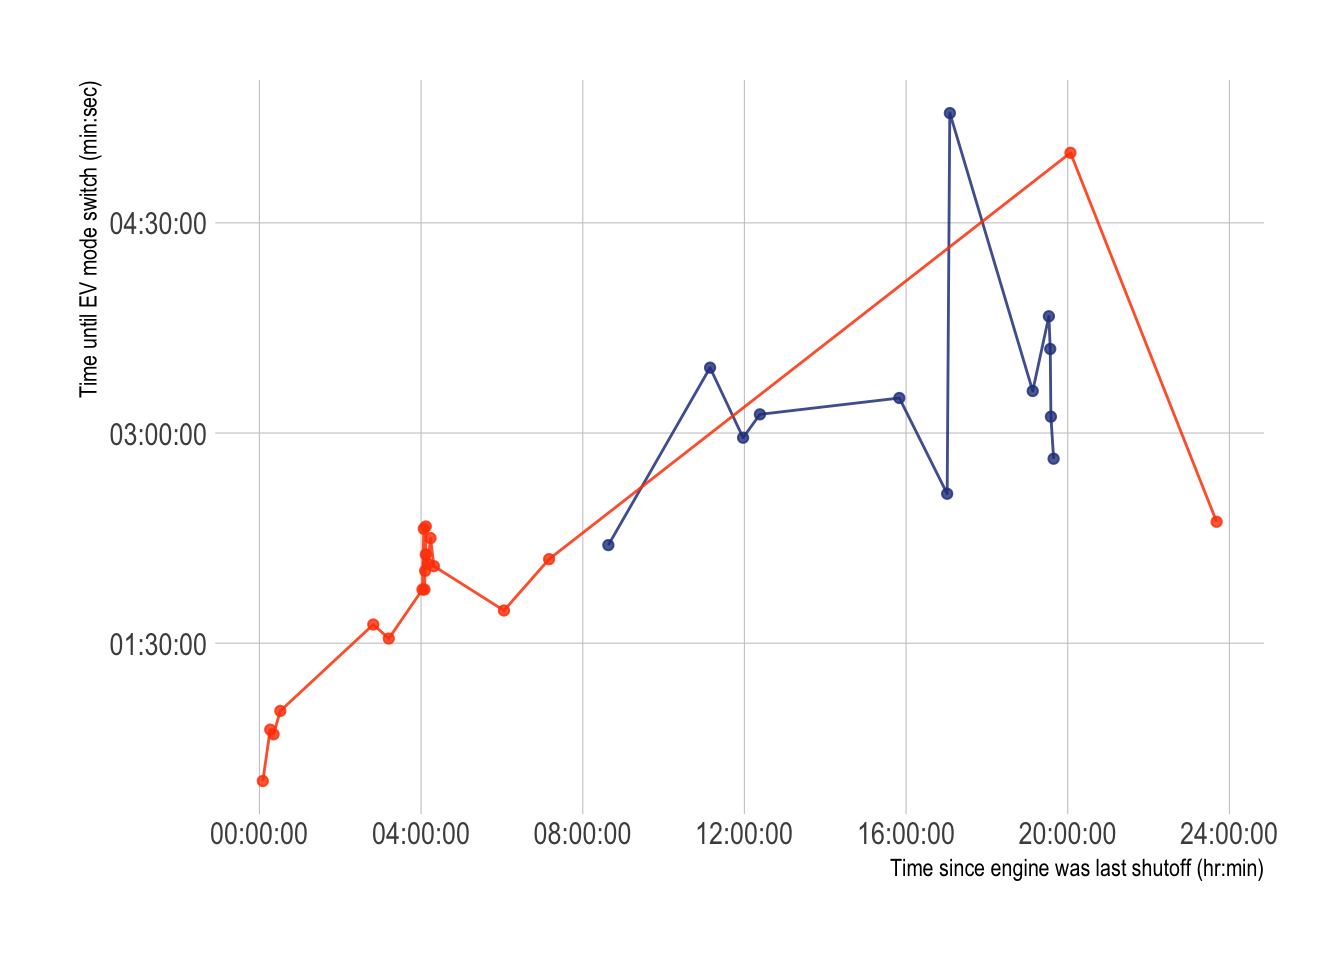 Time until EV mode switch (min:sec)
04:30:00
03:00:00
01:30:00
00:00:00 04:00:00 08:00:00 12:00:00 16:00:00 20:00:00 24:00:00
Time since engine was last shutoff (hr:min)